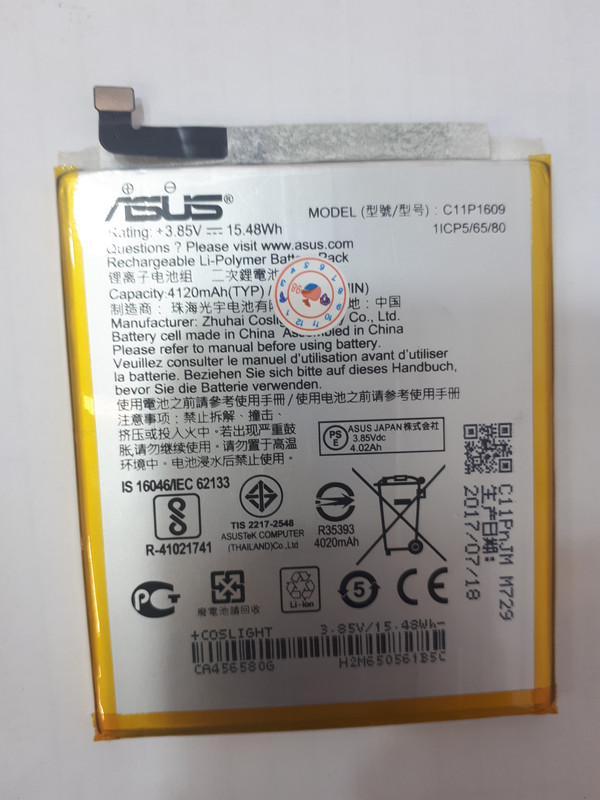 ASUS®
MODEL (型號/型号) : C11P1609
Rating: +3.85V ⎓ 15.48Wh
1ICP5/65/80
Questions ? Please visit www.asus.com
Rechargeable Li-Polymer Pack
锂离子电池组 二次鋰電池
Capacity:4120mAh(TYP)
制造商: 珠海光宇电池有 地:中国
Manufacturer: Zhuhai Coslight Co., Ltd.
Battery cell made in China Assembled in China
Please refer to manual before using battery.
Veuillez consulter le manuel d'utilisation avant d'utiliser
la batterie. Beziehen Sie sich bitte auf dieses Handbuch,
bevor Sie die Batterie verwenden.
使用電池之前請參考使用手冊 / 使用电池之前请参考使用手册
注意事项: 禁止拆解、撞击、
挤压或投入火中。若出现严重鼓
胀,请勿继续使用。请勿置于高温
环境中。电池浸水后禁止使用。
PS
E
ASUS JAPAN株式会社
3.85Vdc
4.02Ah
IS 16046/IEC 62133
R-41021741
TIS 2217-2548
ASUSTeK COMPUTER
(THAILAND)Co.,Ltd
R35393
4020mAh
C11PnJM M729
生产日期:
2017/07/18
PCT
廢電池請回收
Li-ion
5
CE
+COSLIGHT 3.85V/15.48Wh-
CA456580G H2M650561B5C